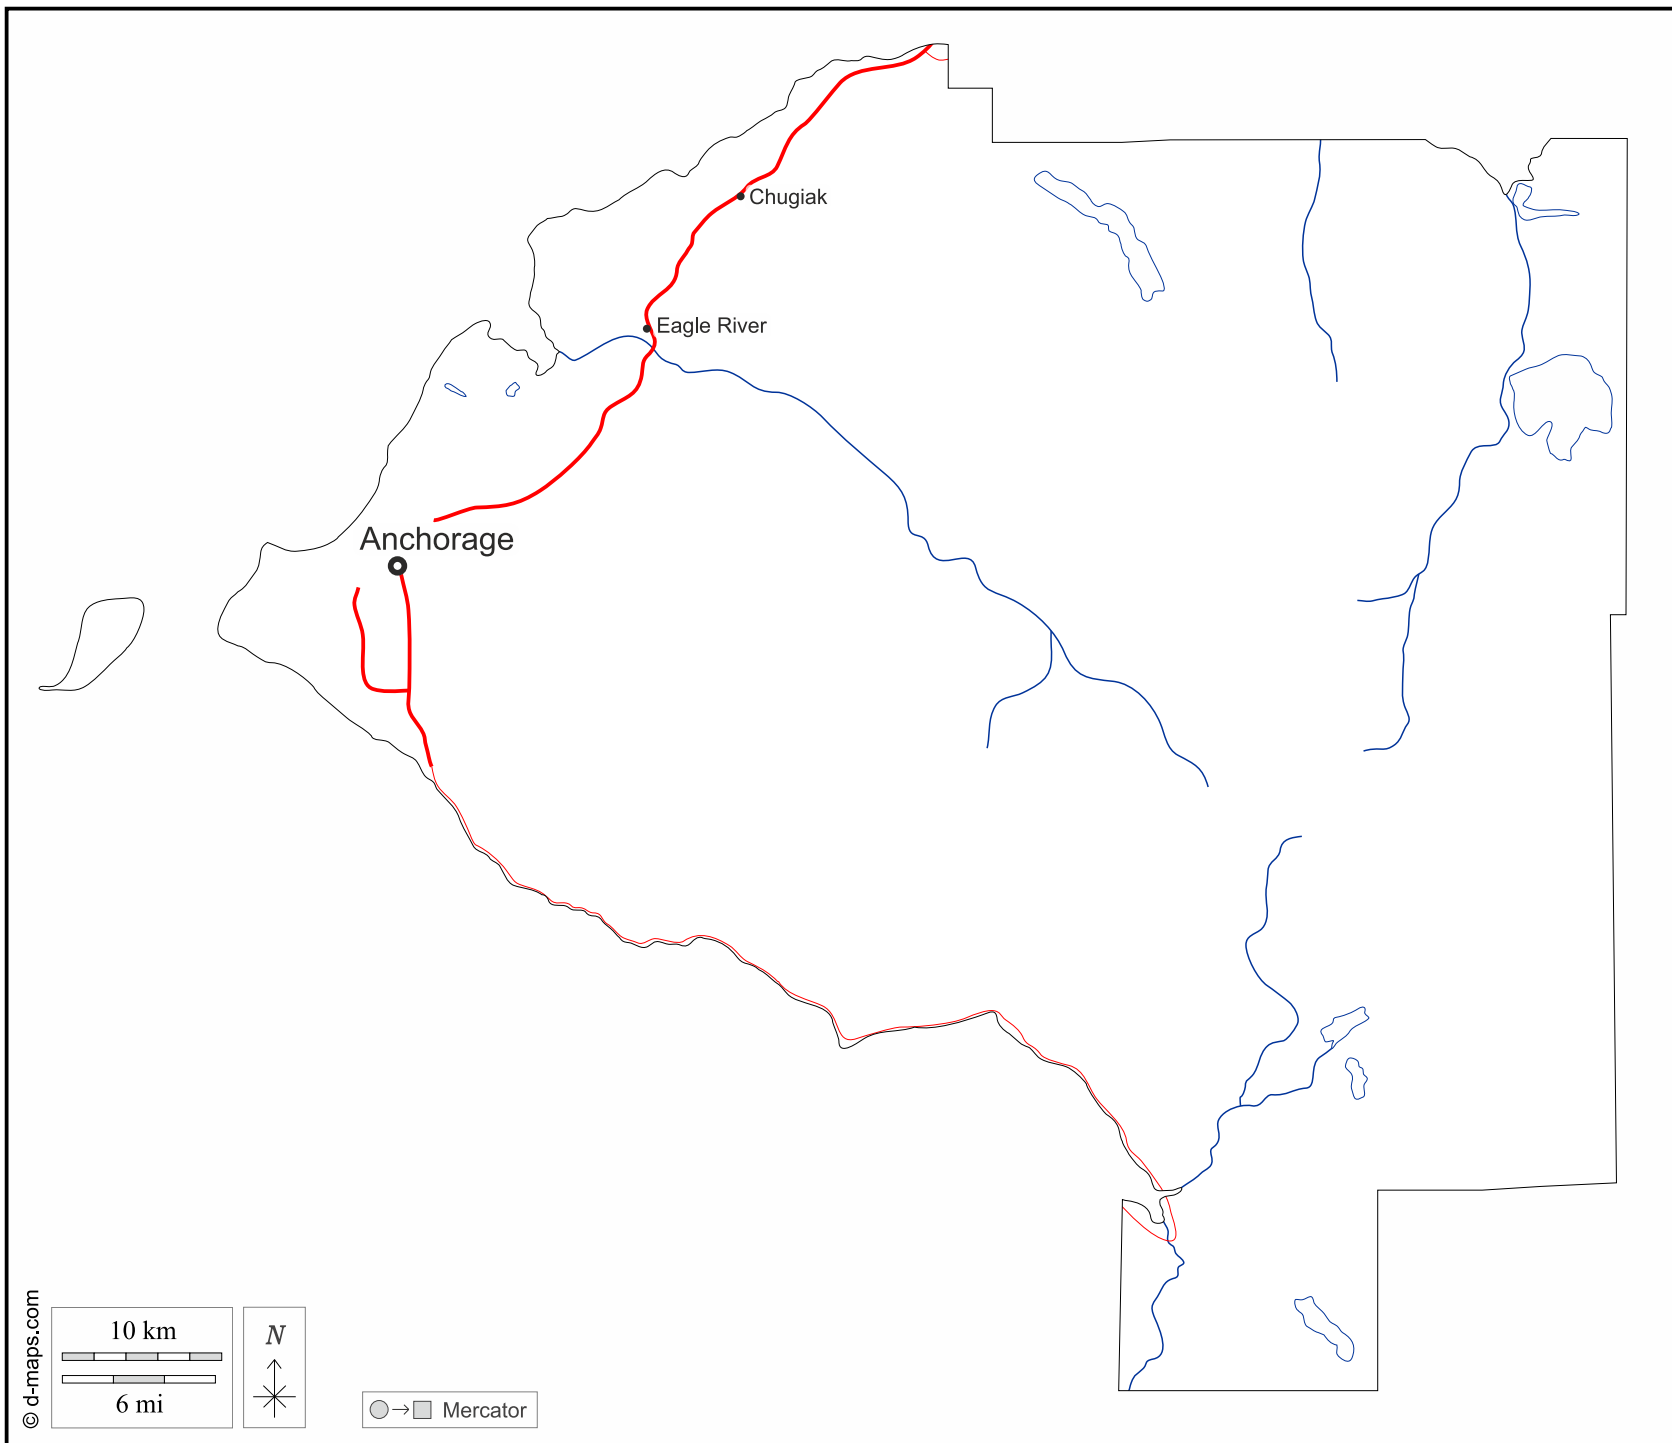 Chugiak
Eagle River
Anchorage
© d-maps.com
10 km
6 mi
N
Mercator